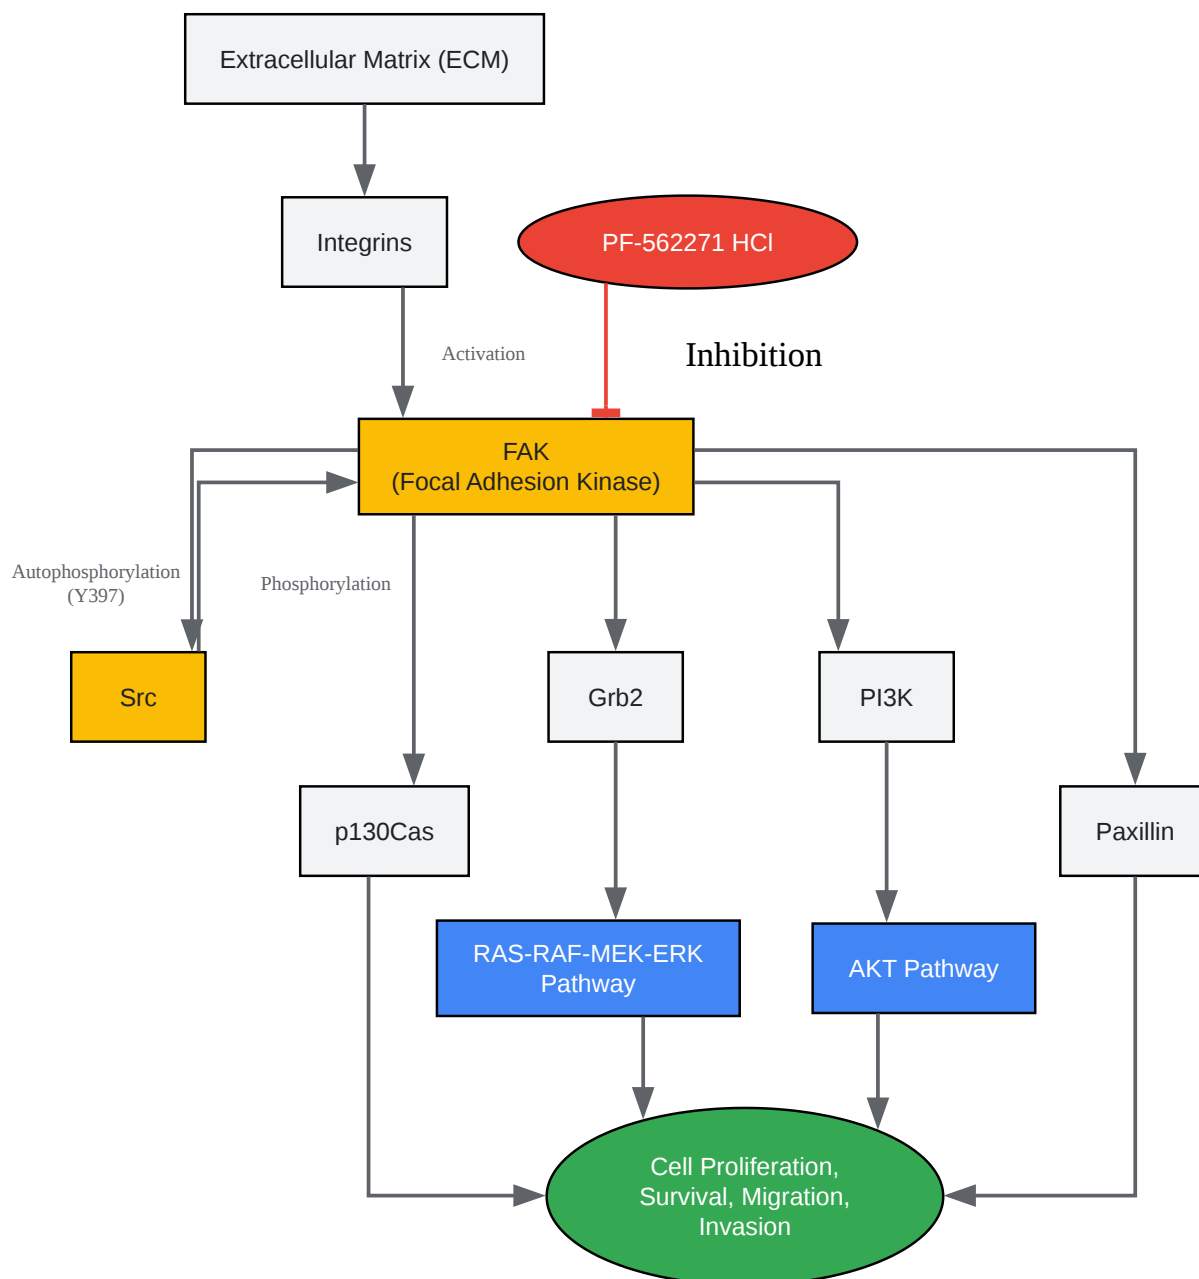 Extracellular Matrix (ECM)
Integrins
PF-562271 HCl
Activation
Inhibition
FAK
(Focal Adhesion Kinase)
Autophosphorylation
(Y397)
Phosphorylation
Src
Grb2
PI3K
p130Cas
Paxillin
RAS-RAF-MEK-ERK
Pathway
AKT Pathway
Cell Proliferation,
Survival, Migration,
Invasion